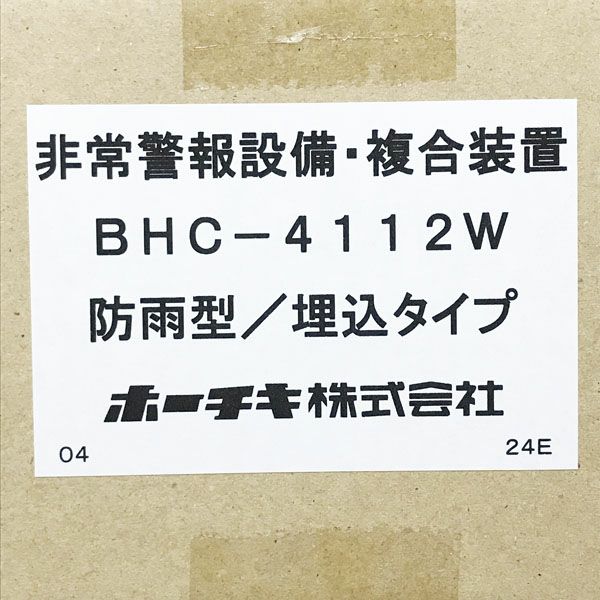 非常警報設備・複合装置
ＢＨＣ－４１１２Ｗ
防雨型／埋込タイプ
ホーチキ株式会社
04
24E